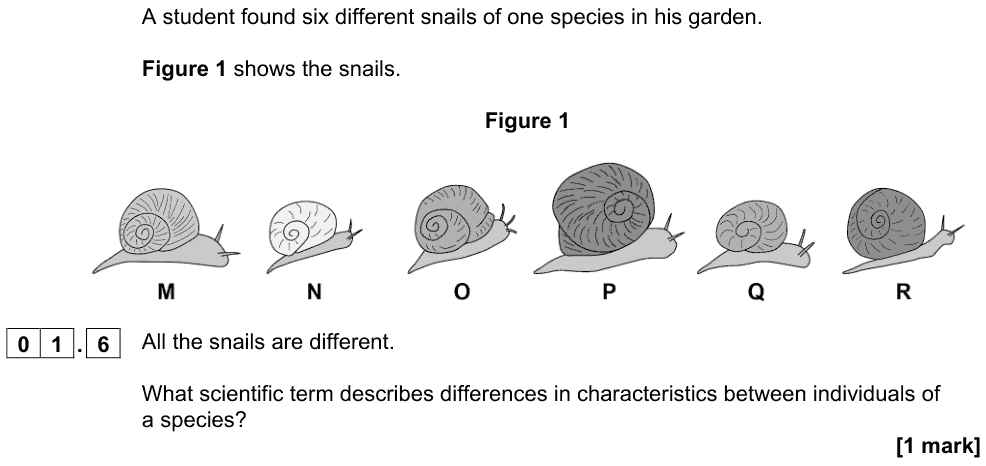 A student found six different snails of one species in his garden.
Figure 1 shows the snails.
Figure 1
M N O P Q R
0 1 . 6 All the snails are different.
What scientific term describes differences in characteristics between individuals of
a species?
[1 mark]